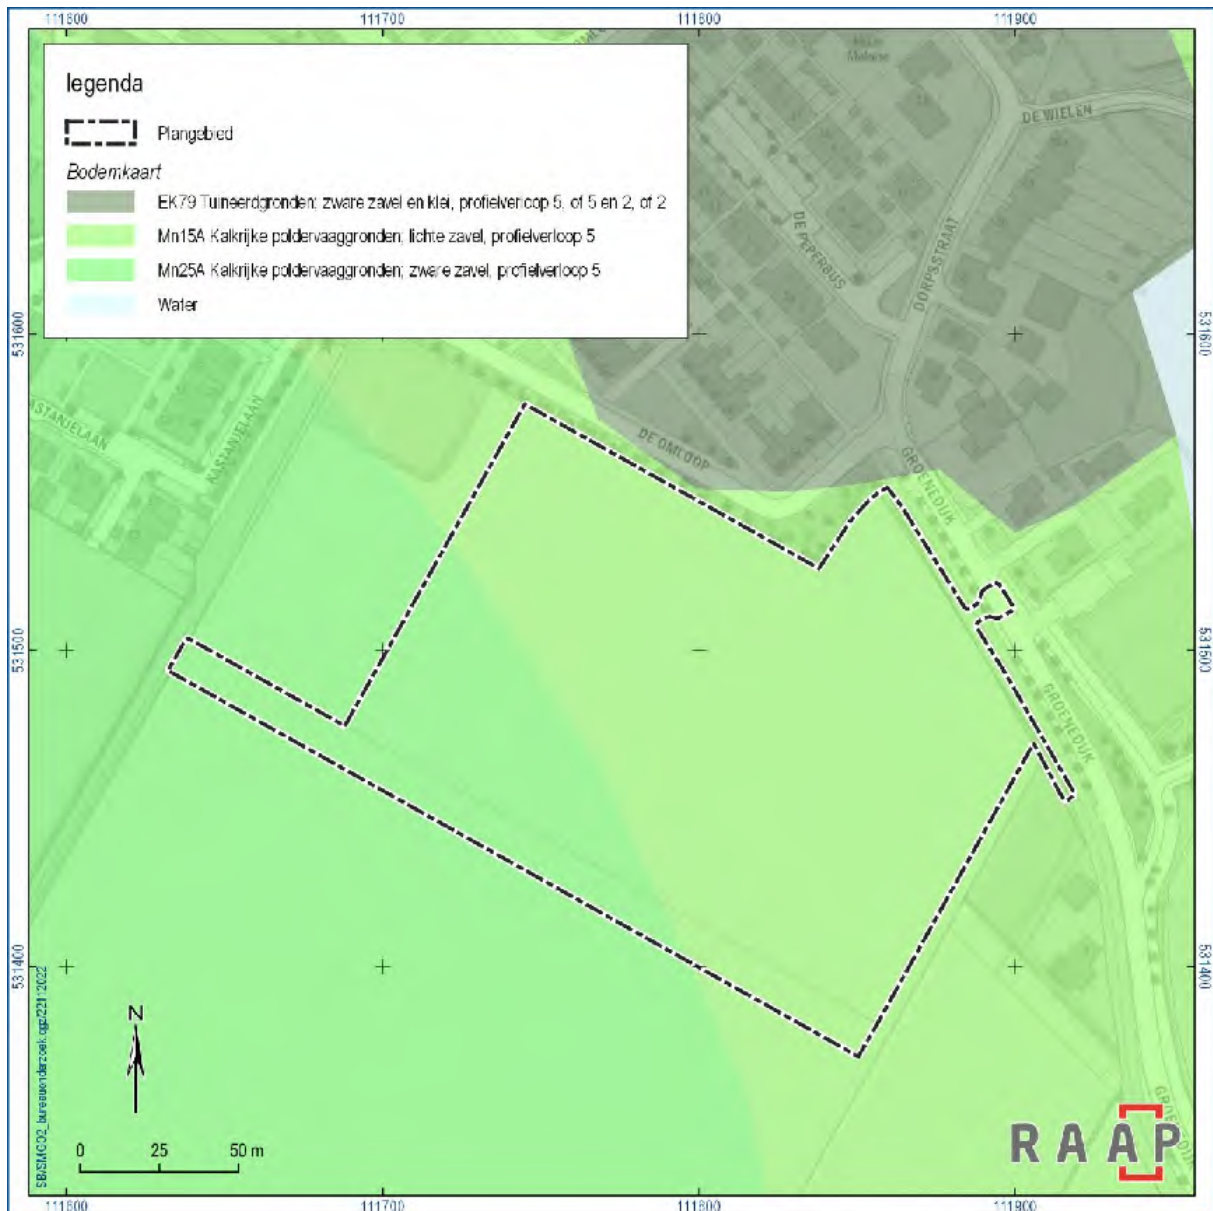 111600 111700 111800 111900
legenda
Plangebied
Bodemkaart
EK79 Tuineerdgronden; zware zavel en klei, profielverloop 5, of 5 en 2, of 2
Mn15A Kalkrijke poldervaaggronden; lichte zavel, profielverloop 5
Mn25A Kalkrijke poldervaaggronden; zware zavel, profielverloop 5
Water
DE WIELEN
DE PEPERBUS
DORPSSTRAAT
531600 531600
KASTANJELAAN
KASTANJELAAN
DE OMLOOP
GROENEDIJK
531500 531500
GROENEDIJK
531400 531400
N
0 25 50 m
RAAP
111600 111700 111800 111900